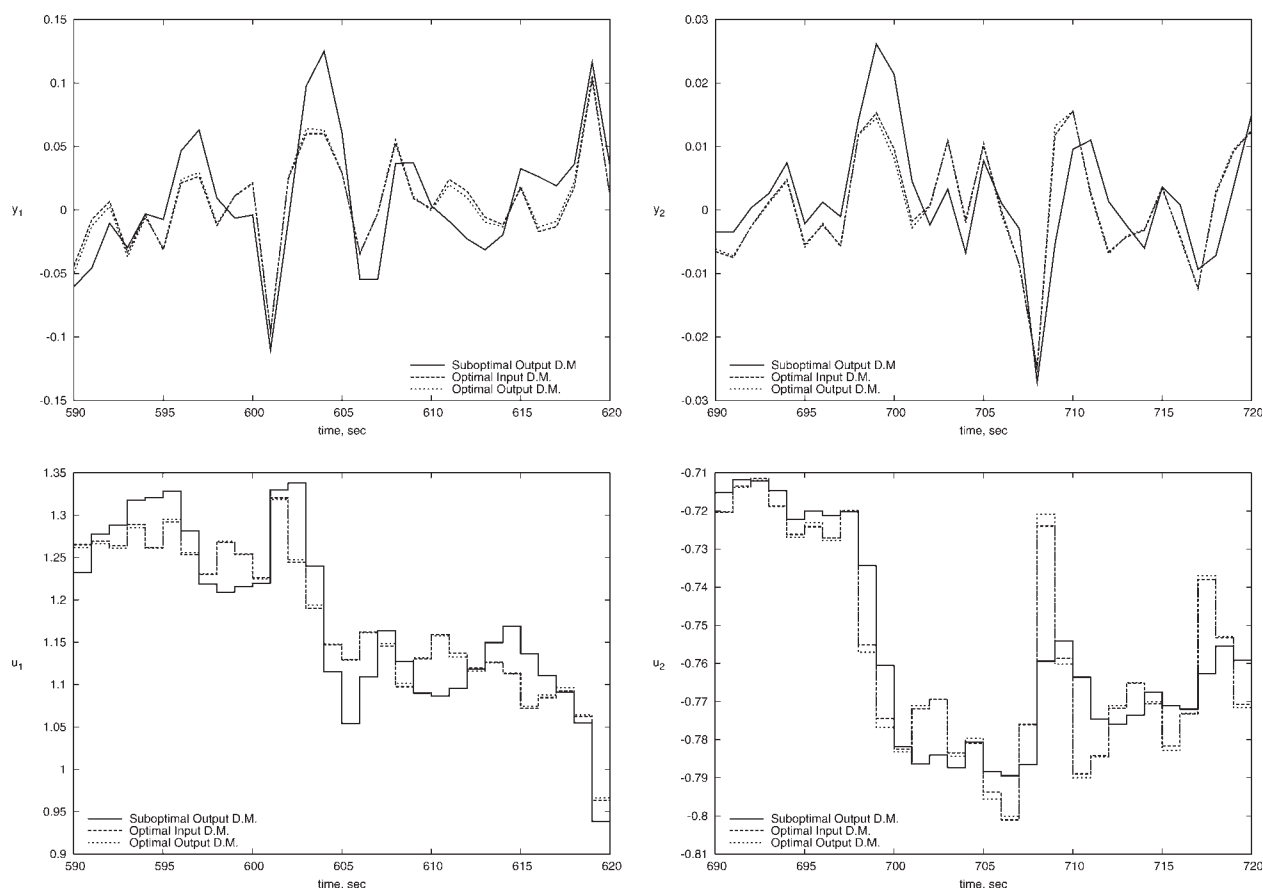 0.15
0.1
0.05
0
-0.05
-0.1
-0.15
y1
Suboptimal Output D.M
Optimal Input D.M.
Optimal Output D.M.
590 595 600 605 610 615 620
time, sec
0.03
0.02
0.01
0
-0.01
-0.02
-0.03
y2
Suboptimal Output D.M.
Optimal Input D.M.
Optimal Output D.M.
690 695 700 705 710 715 720
time, sec
1.35
1.3
1.25
1.2
1.15
1.1
1.05
1
0.95
0.9
u1
Suboptimal Output D.M.
Optimal Input D.M.
Optimal Output D.M.
590 595 600 605 610 615 620
time, sec
-0.71
-0.72
-0.73
-0.74
-0.75
-0.76
-0.77
-0.78
-0.79
-0.8
-0.81
u2
Suboptimal Output D.M.
Optimal Input D.M.
Optimal Output D.M.
690 695 700 705 710 715 720
time, sec